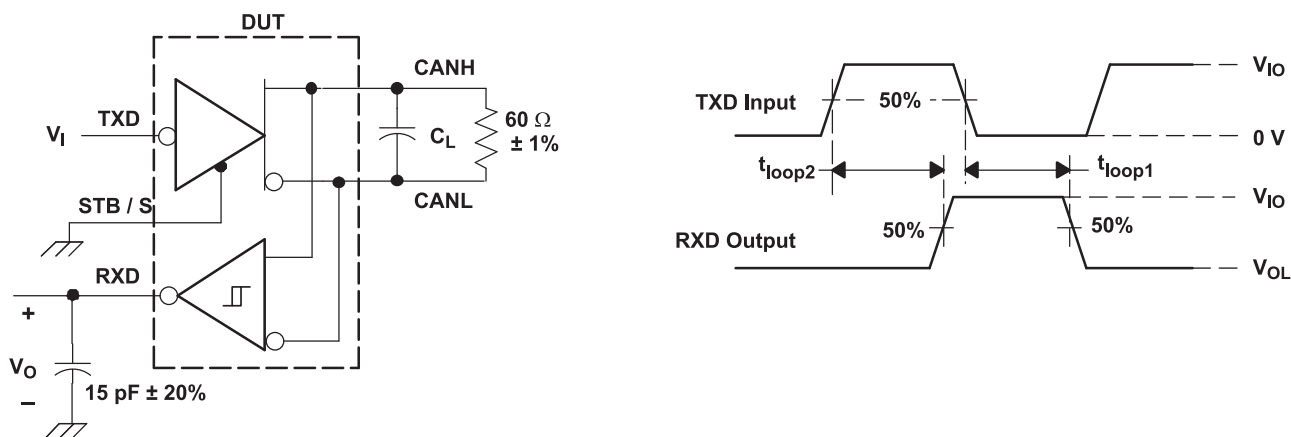 DUT
CANH
TXD
V_I
C_L
60 Ω
± 1%
CANL
STB / S
RXD
+
V_O
–
15 pF ± 20%
TXD Input
50%
V_IO
0 V
t_loop2
t_loop1
V_IO
50%
50%
RXD Output
V_OL